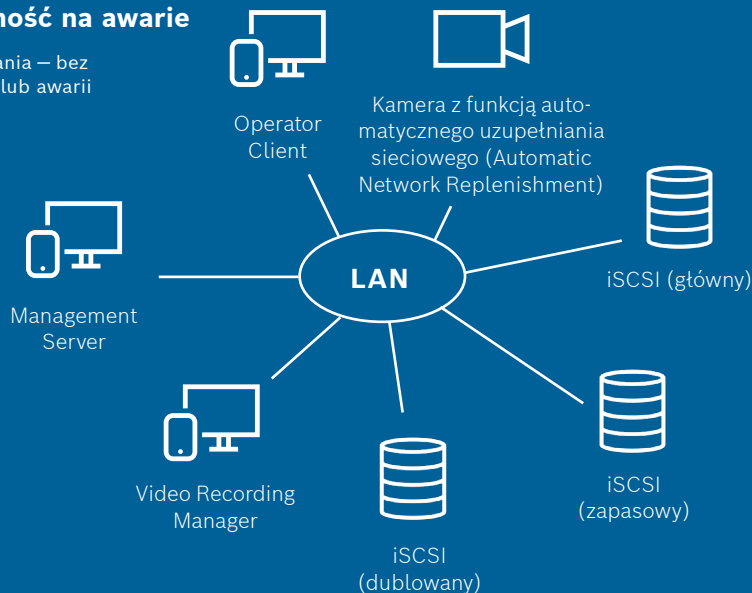 ność na awarie
ania – bez
lub awarii
Operator
Client
Kamera z funkcją auto-
matycznego uzupełniania
sieciowego (Automatic
Network Replenishment)
LAN
iSCSI (główny)
Management
Server
iSCSI
(zapasowy)
Video Recording
Manager
iSCSI
(dublowany)